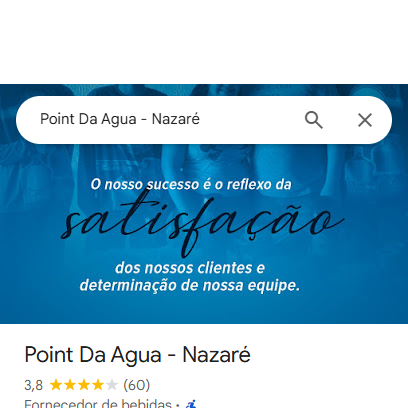 Point Da Agua - Nazaré
O nosso sucesso é o reflexo da
satisfação
dos nossos clientes e
determinação de nossa equipe.
Point Da Agua - Nazaré
3,8 (60)
Fornecedor de bebidas ·